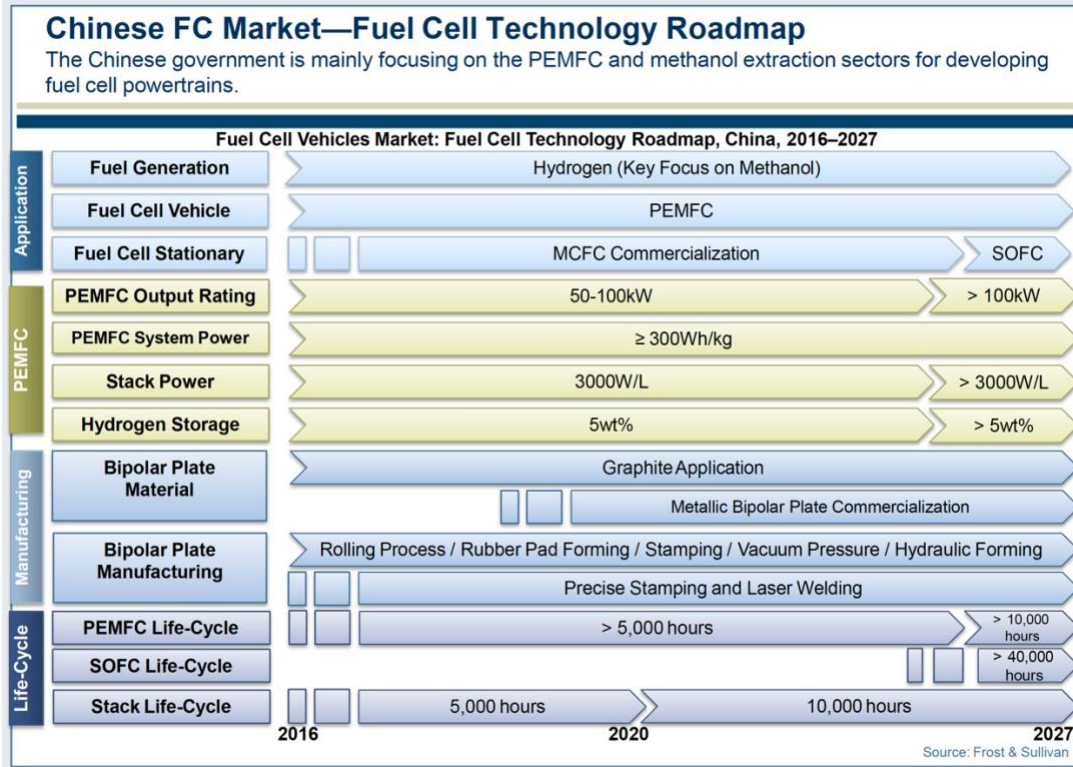 Chinese FC Market—Fuel Cell Technology Roadmap
The Chinese government is mainly focusing on the PEMFC and methanol extraction sectors for developing
fuel cell powertrains.
Fuel Cell Vehicles Market: Fuel Cell Technology Roadmap, China, 2016–2027
Application
Fuel Generation
Hydrogen (Key Focus on Methanol)
Fuel Cell Vehicle
PEMFC
Fuel Cell Stationary
MCFC Commercialization
SOFC
PEMFC
PEMFC Output Rating
50-100kW
> 100kW
PEMFC System Power
≥ 300Wh/kg
Stack Power
3000W/L
> 3000W/L
Hydrogen Storage
5wt%
> 5wt%
Manufacturing
Bipolar Plate
Material
Graphite Application
Metallic Bipolar Plate Commercialization
Bipolar Plate
Manufacturing
Rolling Process / Rubber Pad Forming / Stamping / Vacuum Pressure / Hydraulic Forming
Precise Stamping and Laser Welding
Life-Cycle
PEMFC Life-Cycle
> 5,000 hours
> 10,000
hours
SOFC Life-Cycle
> 40,000
hours
Stack Life-Cycle
5,000 hours
10,000 hours
2016
2020
2027
Source: Frost & Sullivan